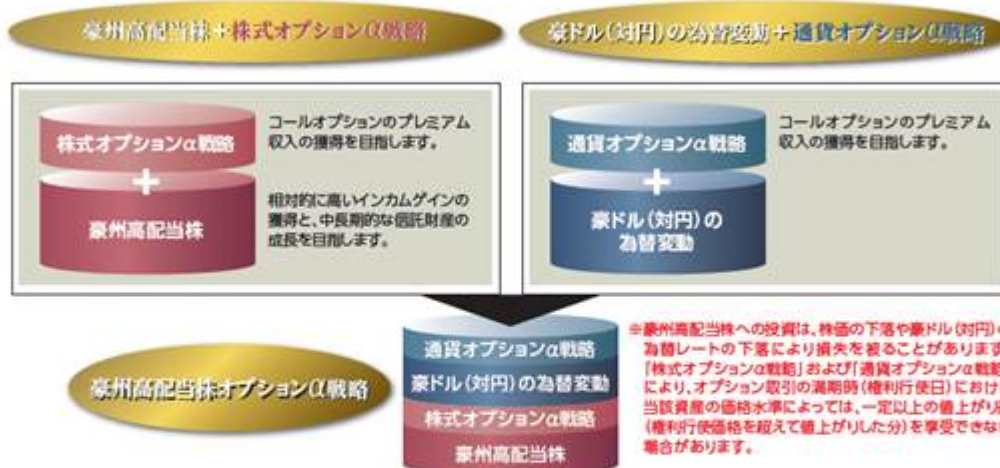 豪州高配当株+株式オプションα戦略
豪ドル(対円)の為替変動+通貨オプションα戦略
株式オプションα戦略
+
豪州高配当株
コールオプションのプレミアム
収入の獲得を目指します。
相対的に高いインカムゲインの
獲得と、中長期的な信託財産の
成長を目指します。
通貨オプションα戦略
+
豪ドル(対円)の
為替変動
コールオプションのプレミアム
収入の獲得を目指します。
豪州高配当株オプションα戦略
通貨オプションα戦略
豪ドル(対円)の為替変動
株式オプションα戦略
豪州高配当株
※豪州高配当株への投資は、株価の下落や豪ドル(対円)
為替レートの下落により損失を被ることがあります
「株式オプションα戦略」および「通貨オプションα戦略
により、オプション取引の満期時(権利行使日)におけ
当該資産の価格水準によっては、一定以上の値上がり
(権利行使価格を超えて値上がりした分)を享受できな
場合があります。